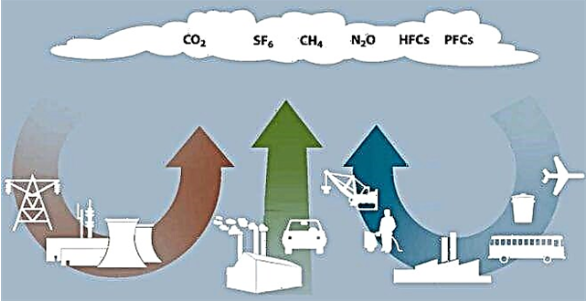 CO₂ SF₆ CH₄ N₂O HFCs PFCs